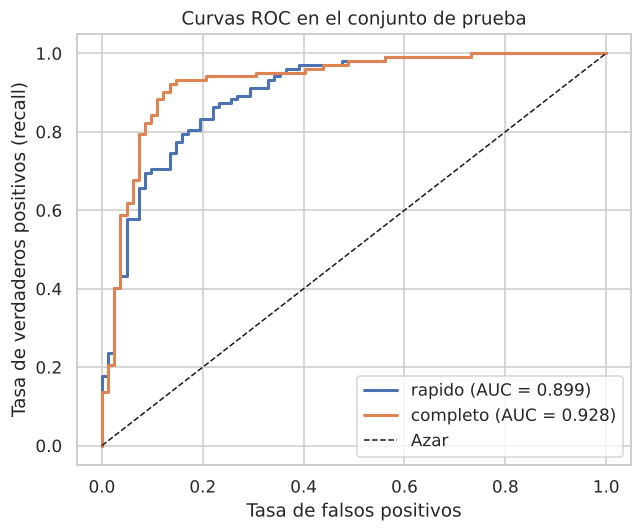 Curvas ROC en el conjunto de prueba
Tasa de verdaderos positivos (recall)
1.0
0.8
0.6
0.4
0.2
0.0
0.0 0.2 0.4 0.6 0.8 1.0
Tasa de falsos positivos
rapido (AUC = 0.899)
completo (AUC = 0.928)
Azar